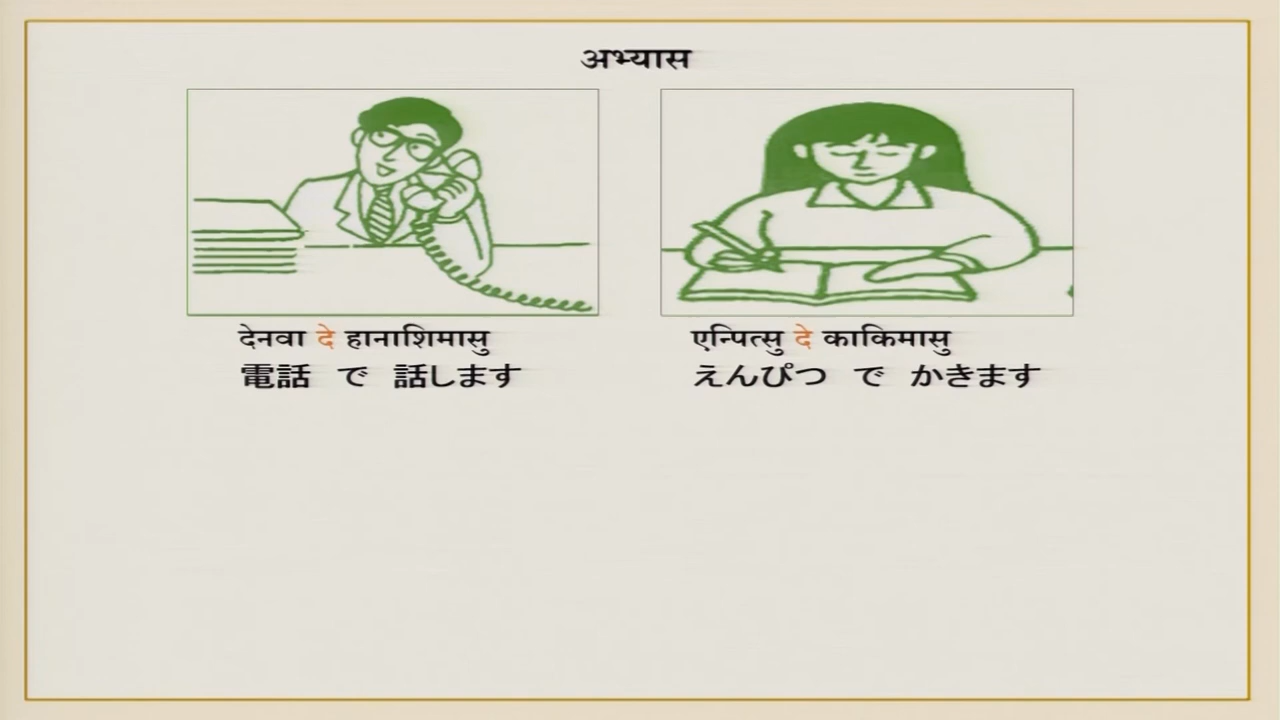 अभ्यास
देनवा दे हानाशिमासु
電話 で 話します
एन्पित्सु दे काकिमासु
えんぴつ で かきます